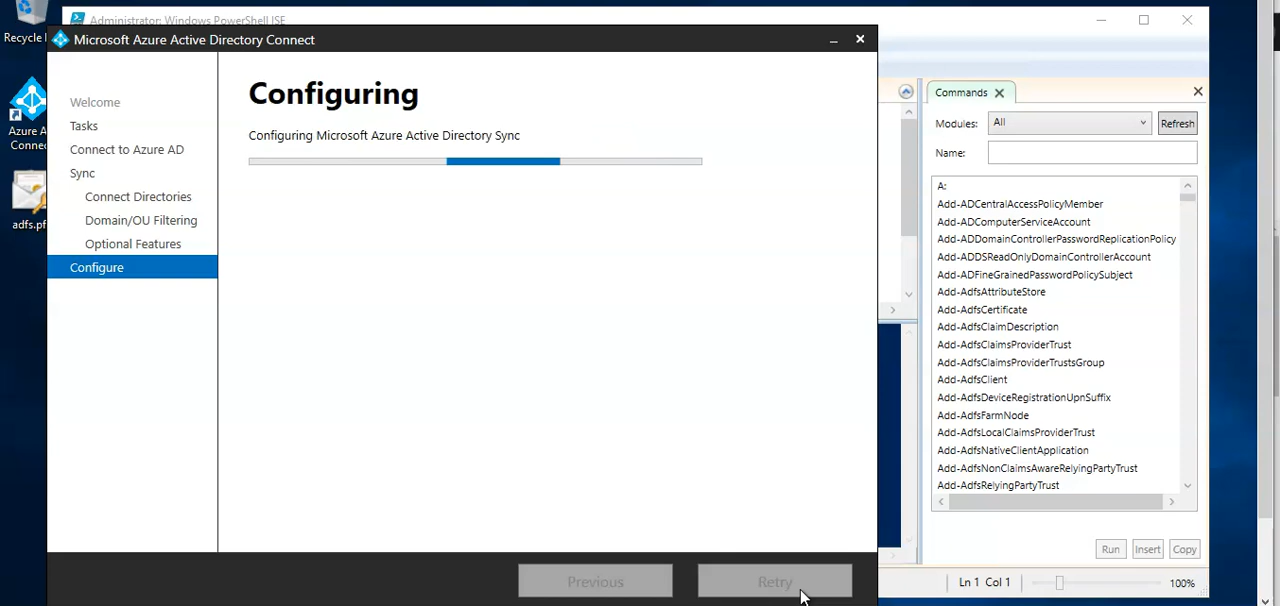 Recycle
Administrator: Windows PowerShell ISE
Microsoft Azure Active Directory Connect
Azure A
Connec
adfs.pf
Welcome
Tasks
Connect to Azure AD
Sync
Connect Directories
Domain/OU Filtering
Optional Features
Configure
Configuring
Configuring Microsoft Azure Active Directory Sync
Previous
Retry
Commands
Modules:
All
Refresh
Name:
A:
Add-ADCentralAccessPolicyMember
Add-ADComputerServiceAccount
Add-ADDomainControllerPasswordReplicationPolicy
Add-ADDSReadOnlyDomainControllerAccount
Add-ADFineGrainedPasswordPolicySubject
Add-AdfsAttributeStore
Add-AdfsCertificate
Add-AdfsClaimDescription
Add-AdfsClaimsProviderTrust
Add-AdfsClaimsProviderTrustsGroup
Add-AdfsClient
Add-AdfsDeviceRegistrationUpnSuffix
Add-AdfsFarmNode
Add-AdfsLocalClaimsProviderTrust
Add-AdfsNativeClientApplication
Add-AdfsNonClaimsAwareRelyingPartyTrust
Add-AdfsRelyingPartyTrust
Run
Insert
Copy
Ln 1 Col 1
100%